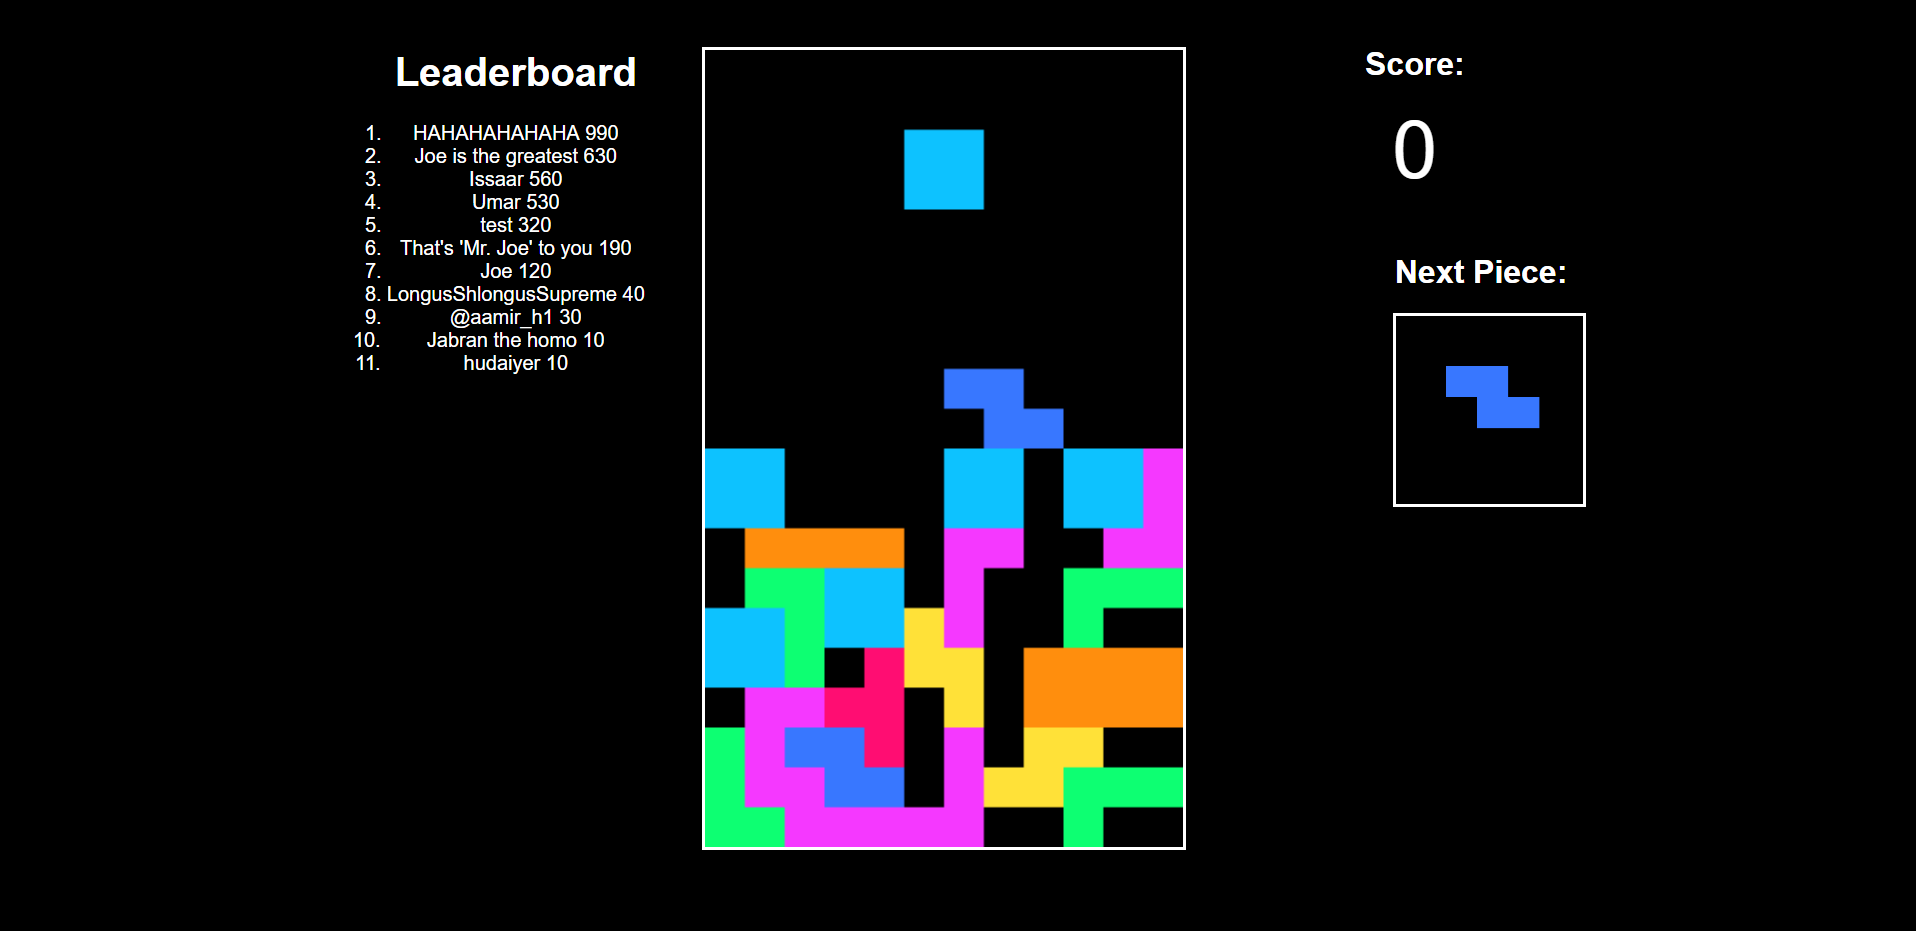 Leaderboard
1. HAHAHAHAHAHA 990
2. Joe is the greatest 630
3. Issaar 560
4. Umar 530
5. test 320
6. That's 'Mr. Joe' to you 190
7. Joe 120
8. LongusShlongusSupreme 40
9. @aamir_h1 30
10. Jabran the homo 10
11. hudaiyer 10
Score:
0
Next Piece: